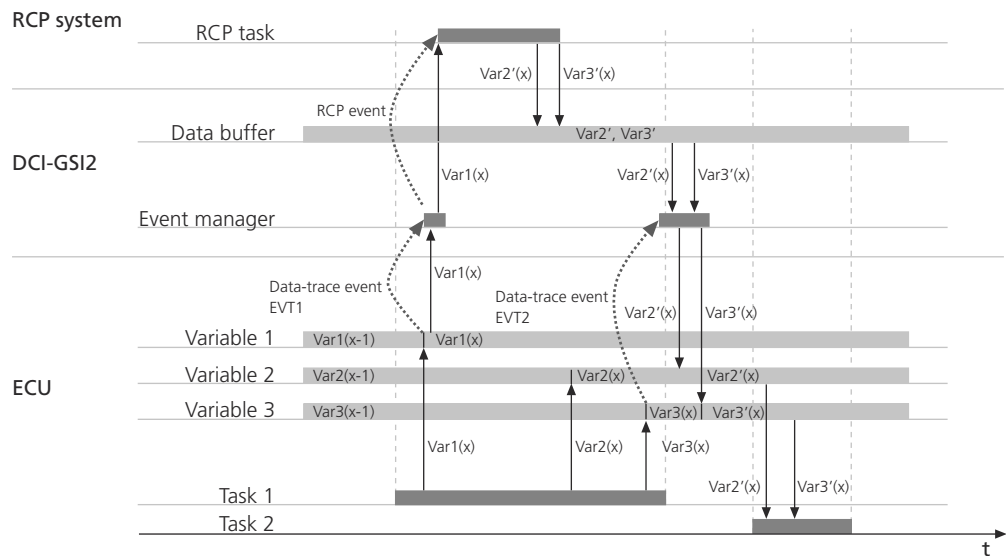 RCP system
RCP task
Var2’(x) Var3’(x)
RCP event
Data buffer
Var2’, Var3’
DCI-GSI2
Var1(x)
Var2’(x) Var3’(x)
Event manager
Var1(x)
Data-trace event
EVT1
Data-trace event
EVT2
Var2’(x) Var3’(x)
Variable 1 Var1(x-1) Var1(x)
Variable 2 Var2(x-1) Var2(x) Var2’(x)
ECU
Variable 3 Var3(x-1) Var3(x) Var3’(x)
Var1(x) Var2(x) Var3(x)
Var2’(x) Var3’(x)
Task 1
Task 2
t